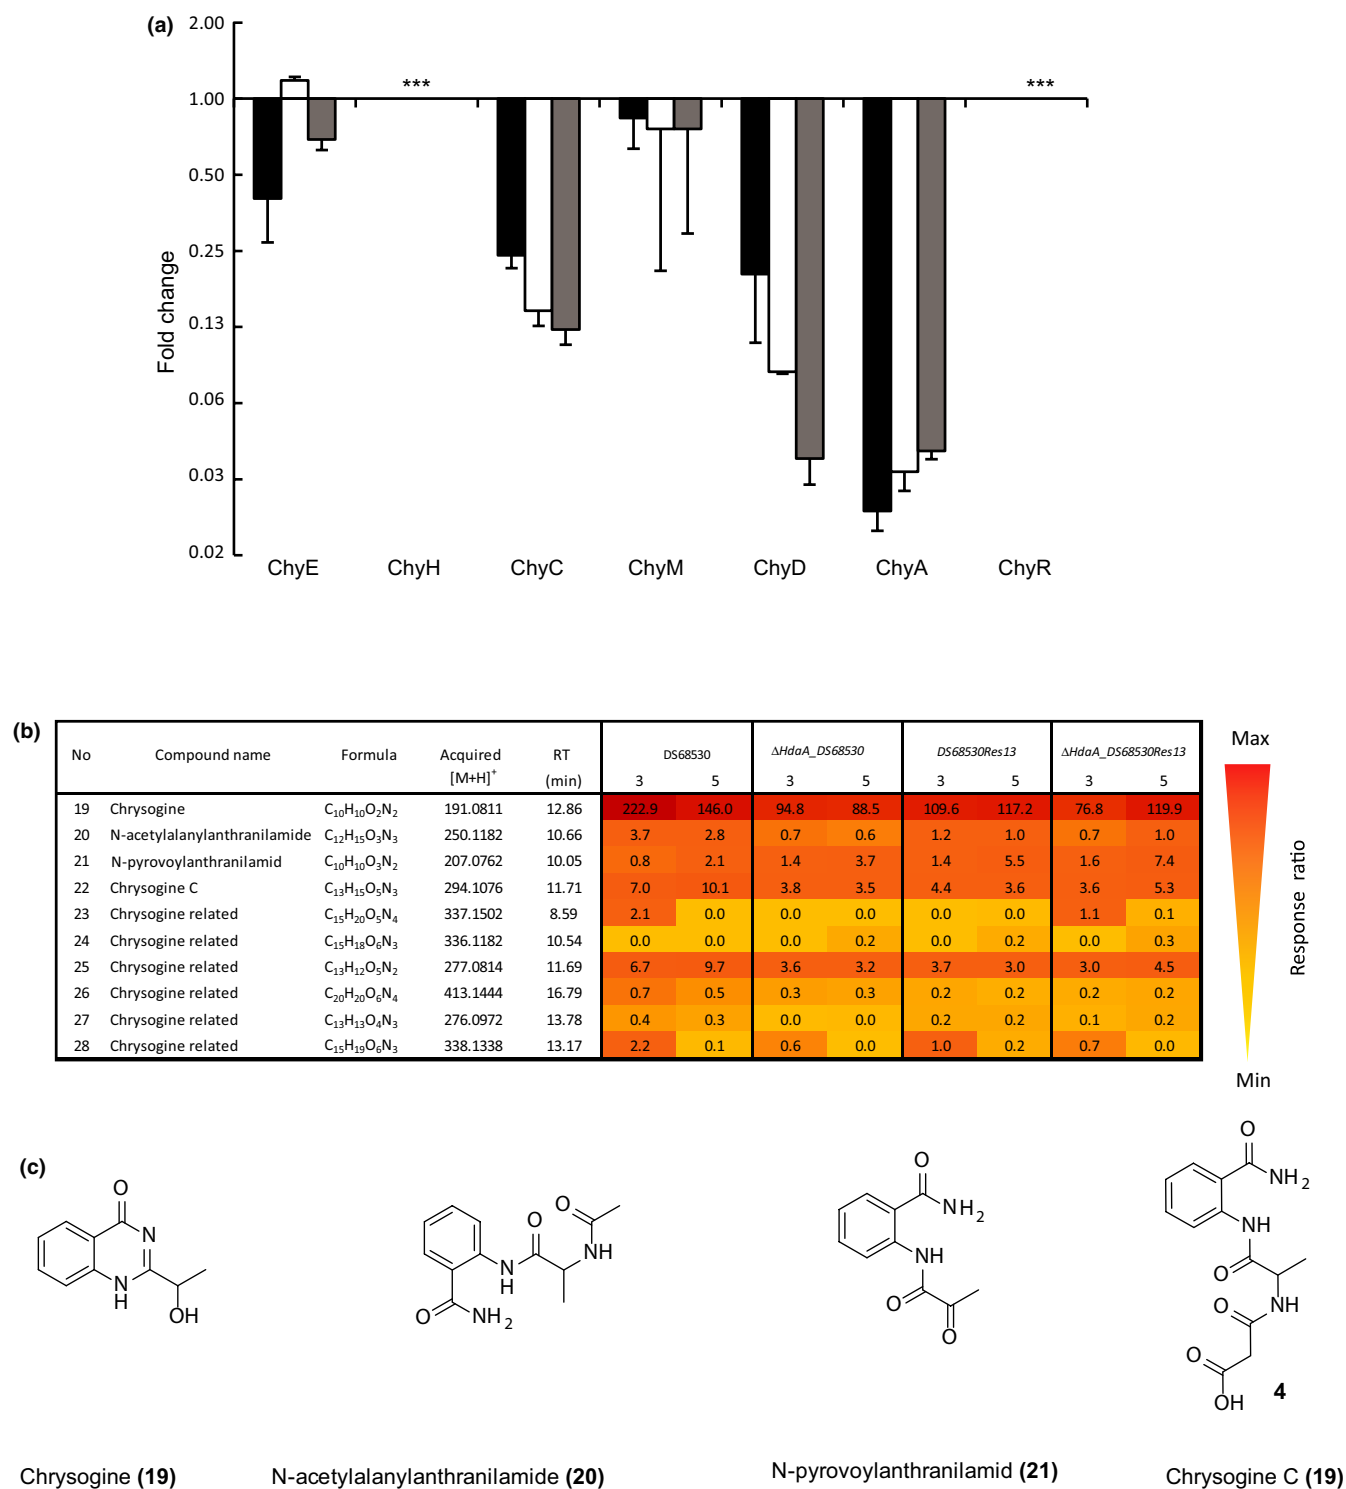 (a)
2.00
1.00
0.50
0.25
0.13
0.06
0.03
0.02
Fold change
*** ***
ChyE ChyH ChyC ChyM ChyD ChyA ChyR
(b)
No Compound name Formula Acquired [M+H]+ RT (min) DS68530 ΔHdaA_DS68530 DS68530Res13 ΔHdaA_DS68530Res13
3 5 3 5 3 5 3 5
19 Chrysogine C10H10O2N2 191.0811 12.86 222.9 146.0 94.8 88.5 109.6 117.2 76.8 119.9
20 N-acetylalanylanthranilamide C12H15O3N3 250.1182 10.66 3.7 2.8 0.7 0.6 1.2 1.0 0.7 1.0
21 N-pyrovoylanthranilamid C10H10O3N2 207.0762 10.05 0.8 2.1 1.4 3.7 1.4 5.5 1.6 7.4
22 Chrysogine C C13H15O5N3 294.1076 11.71 7.0 10.1 3.8 3.5 4.4 3.6 3.6 5.3
23 Chrysogine related C15H20O5N4 337.1502 8.59 2.1 0.0 0.0 0.0 0.0 0.0 1.1 0.1
24 Chrysogine related C15H18O6N3 336.1182 10.54 0.0 0.0 0.0 0.2 0.0 0.2 0.0 0.3
25 Chrysogine related C13H12O5N2 277.0814 11.69 6.7 9.7 3.6 3.2 3.7 3.0 3.0 4.5
26 Chrysogine related C20H20O6N4 413.1444 16.79 0.7 0.5 0.3 0.3 0.2 0.2 0.2 0.2
27 Chrysogine related C13H13O4N3 276.0972 13.78 0.4 0.3 0.0 0.0 0.2 0.2 0.1 0.2
28 Chrysogine related C15H19O6N3 338.1338 13.17 2.2 0.1 0.6 0.0 1.0 0.2 0.7 0.0
Max
Response ratio
Min
(c)
O N N H OH
O NH O NH2 O N H
O NH2 NH O O
O NH2 NH O NH O O OH
4
Chrysogine (19)
N-acetylalanylanthranilamide (20)
N-pyrovoylanthranilamid (21)
Chrysogine C (19)